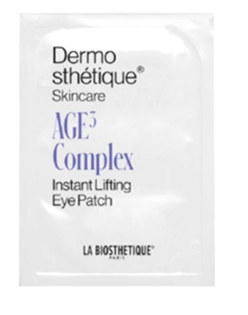 Dermo
sthétique®
Skincare
AGE⁵
Complex
Instant Lifting
Eye Patch
LA BIOSTHETIQUE
PARIS